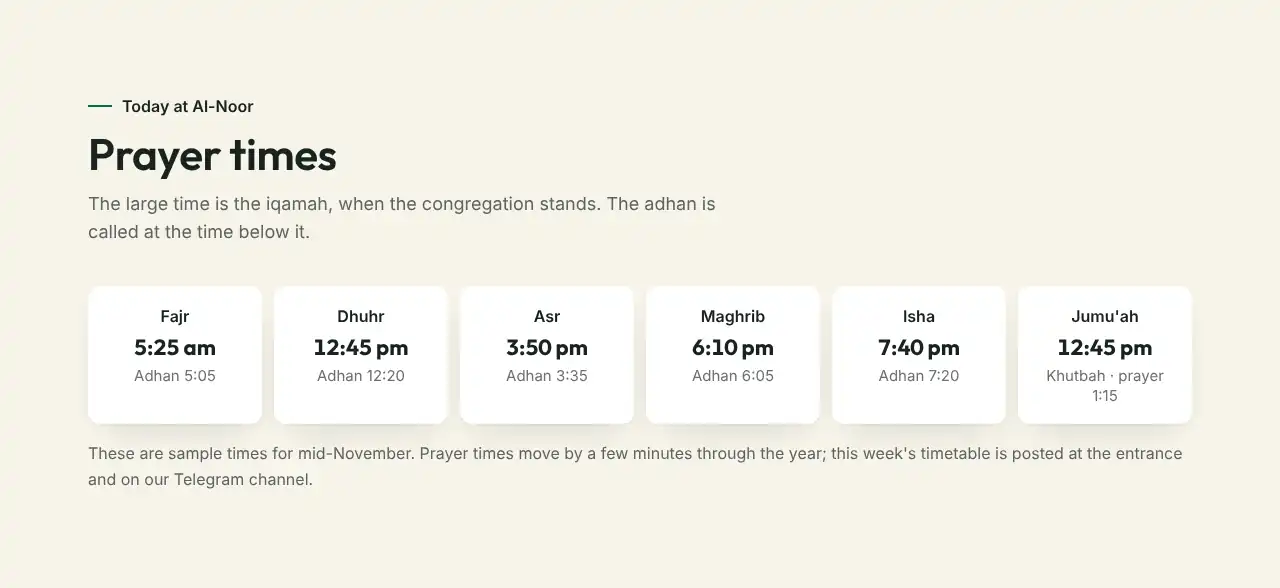 Today at Al-Noor
Prayer times
The large time is the iqamah, when the congregation stands. The adhan is
called at the time below it.
Fajr
5:25 am
Adhan 5:05
Dhuhr
12:45 pm
Adhan 12:20
Asr
3:50 pm
Adhan 3:35
Maghrib
6:10 pm
Adhan 6:05
Isha
7:40 pm
Adhan 7:20
Jumu'ah
12:45 pm
Khutbah · prayer
1:15
These are sample times for mid-November. Prayer times move by a few minutes through the year; this week's timetable is posted at the entrance
and on our Telegram channel.